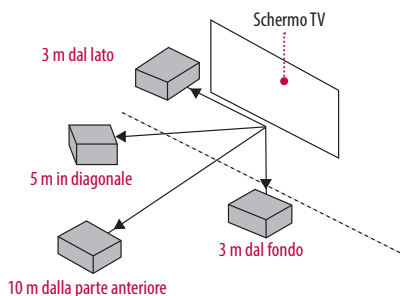 Schermo TV
3 m dal lato
5 m in diagonale
3 m dal fondo
10 m dalla parte anteriore